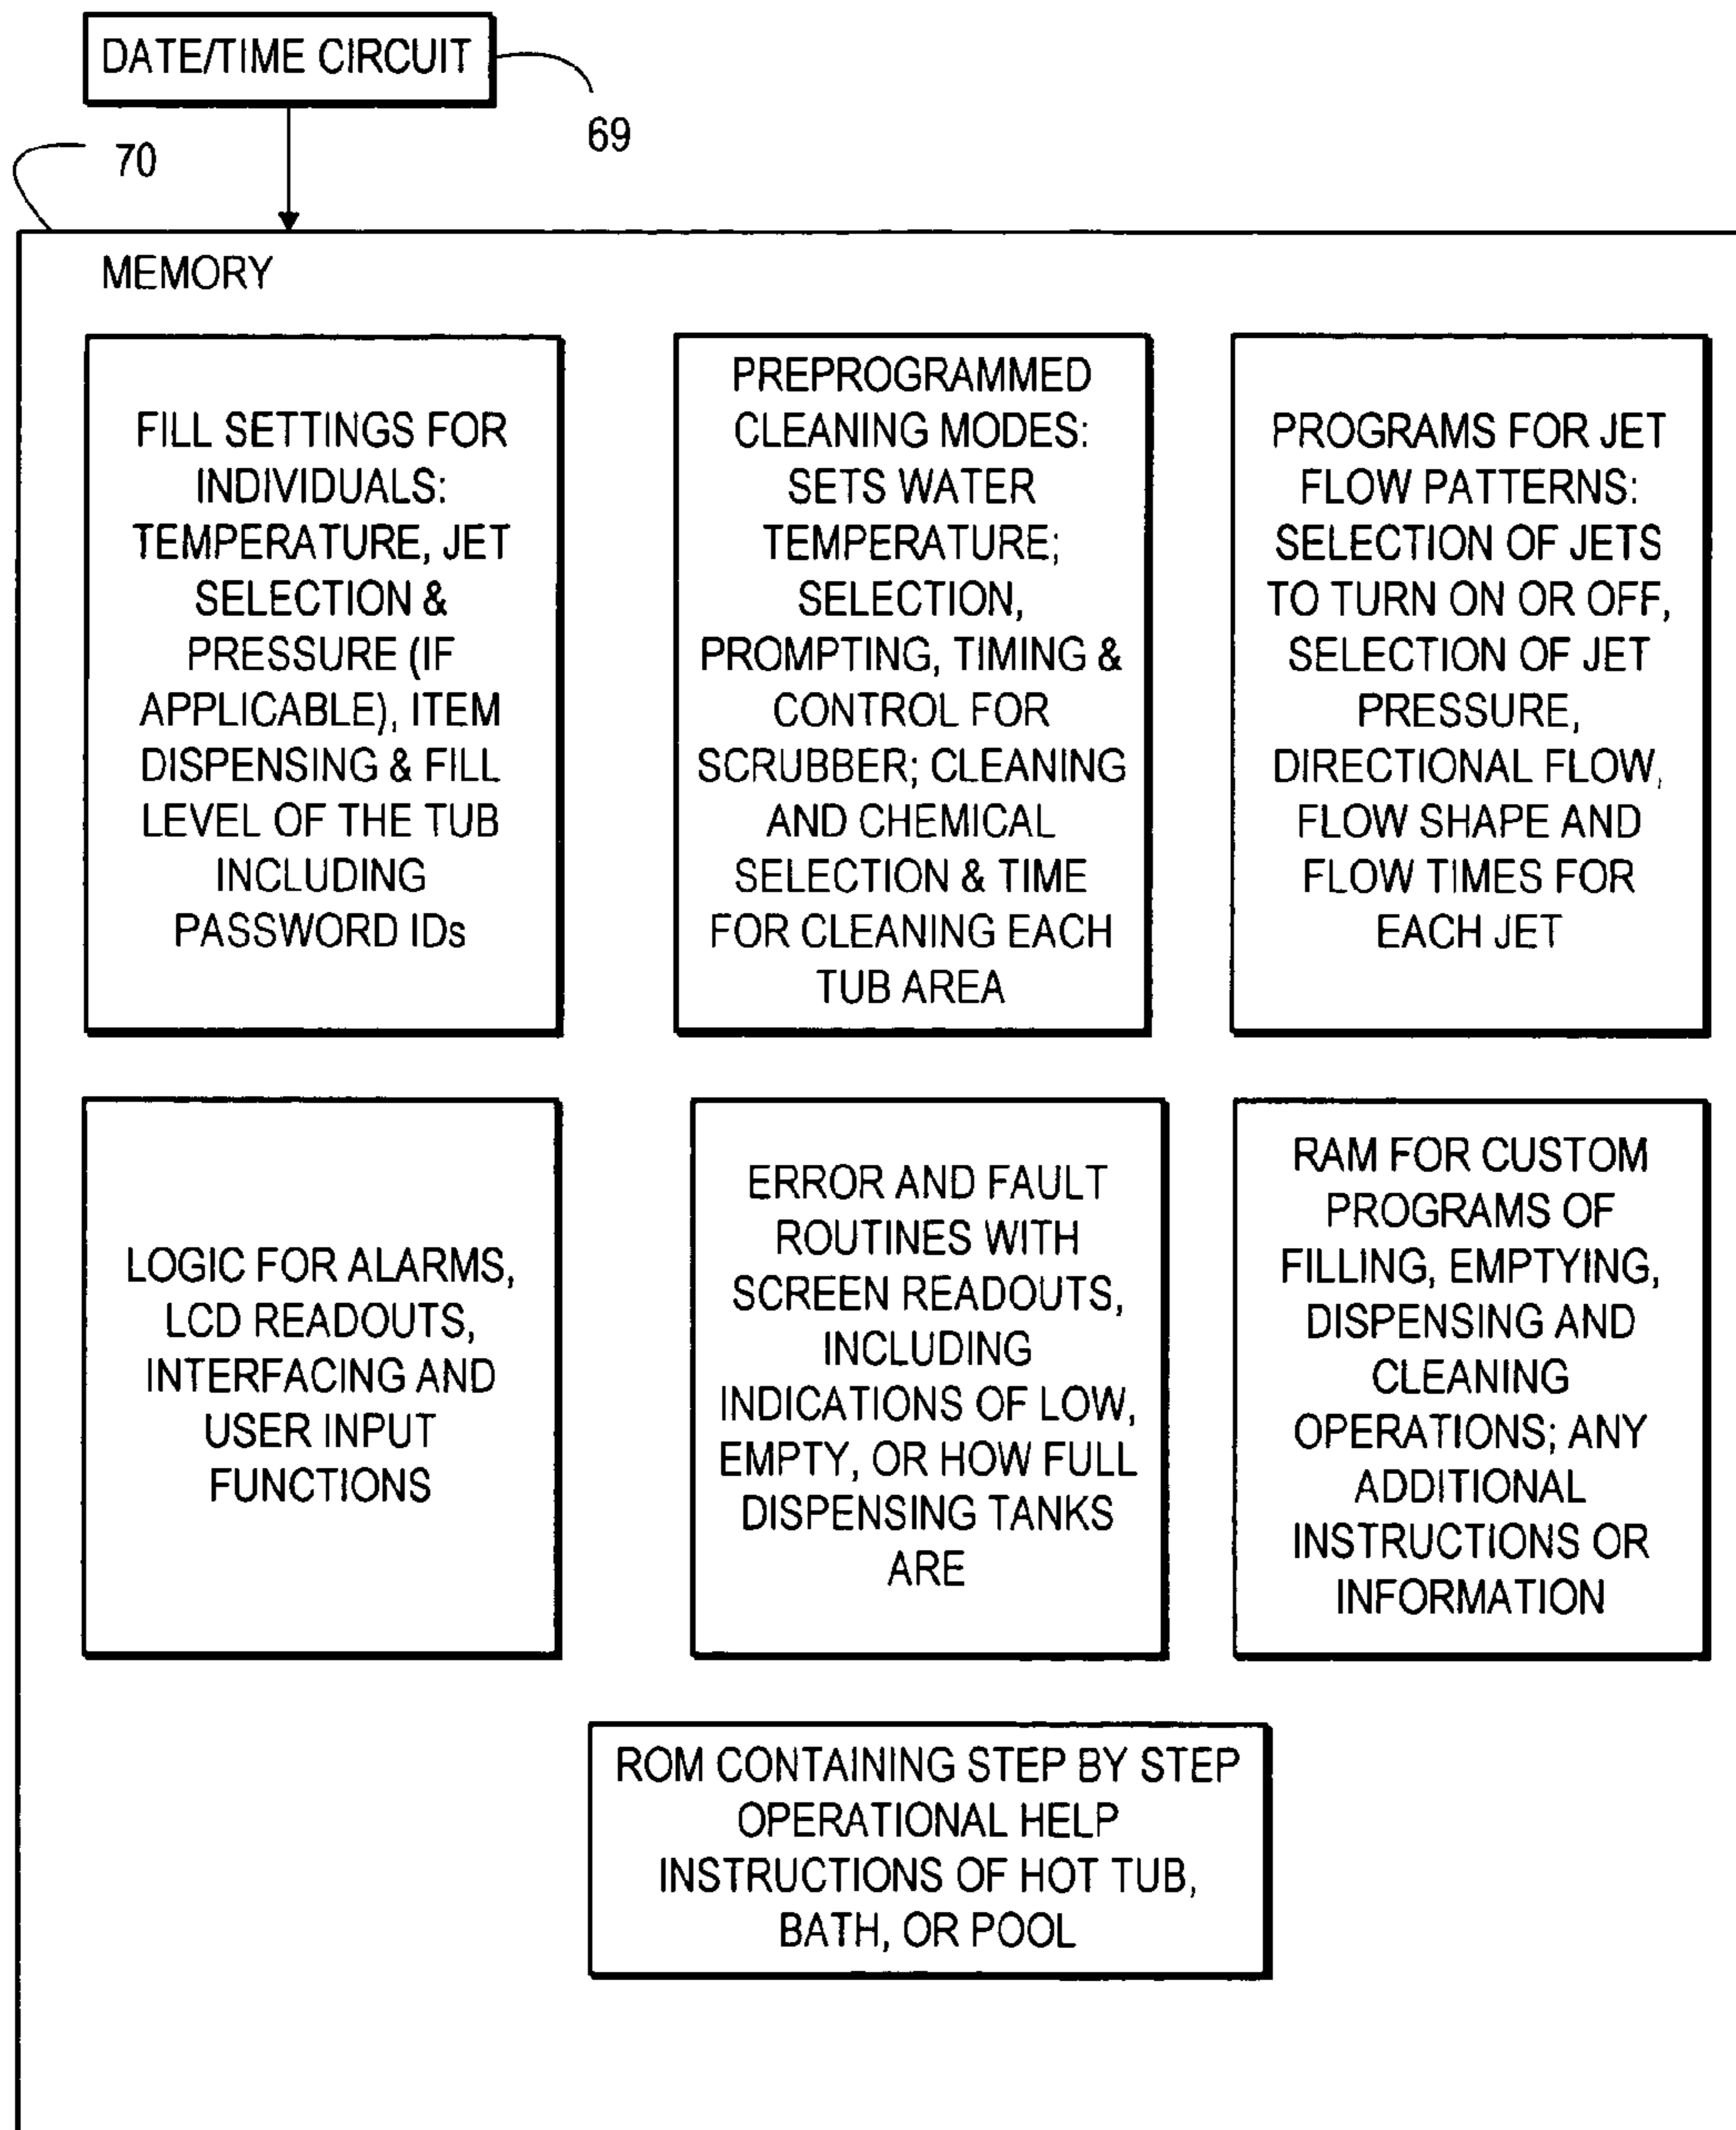 DATE/TIME CIRCUIT
69
70
MEMORY
FILL SETTINGS FOR
INDIVIDUALS:
TEMPERATURE, JET
SELECTION &
PRESSURE (IF
APPLICABLE), ITEM
DISPENSING & FILL
LEVEL OF THE TUB
INCLUDING
PASSWORD IDs
PREPROGRAMMED
CLEANING MODES:
SETS WATER
TEMPERATURE;
SELECTION,
PROMPTING, TIMING &
CONTROL FOR
SCRUBBER; CLEANING
AND CHEMICAL
SELECTION & TIME
FOR CLEANING EACH
TUB AREA
PROGRAMS FOR JET
FLOW PATTERNS:
SELECTION OF JETS
TO TURN ON OR OFF,
SELECTION OF JET
PRESSURE,
DIRECTIONAL FLOW,
FLOW SHAPE AND
FLOW TIMES FOR
EACH JET
LOGIC FOR ALARMS,
LCD READOUTS,
INTERFACING AND
USER INPUT
FUNCTIONS
ERROR AND FAULT
ROUTINES WITH
SCREEN READOUTS,
INCLUDING
INDICATIONS OF LOW,
EMPTY, OR HOW FULL
DISPENSING TANKS
ARE
RAM FOR CUSTOM
PROGRAMS OF
FILLING, EMPTYING,
DISPENSING AND
CLEANING
OPERATIONS; ANY
ADDITIONAL
INSTRUCTIONS OR
INFORMATION
ROM CONTAINING STEP BY STEP
OPERATIONAL HELP
INSTRUCTIONS OF HOT TUB,
BATH, OR POOL